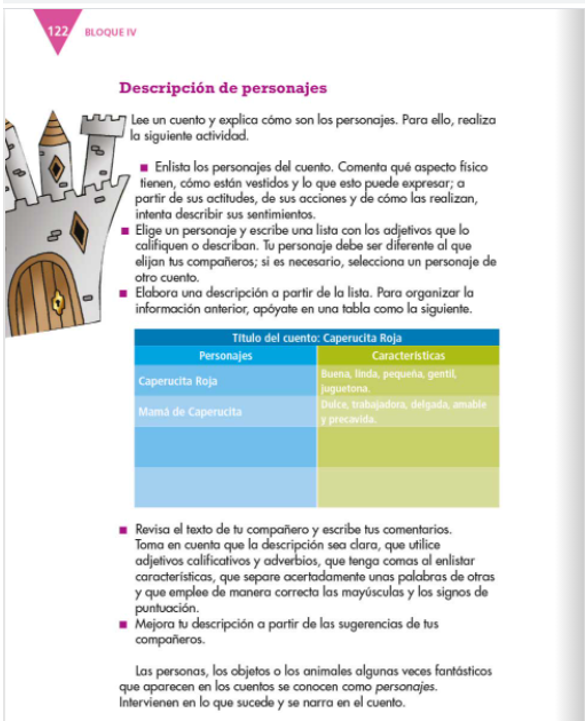 122 BLOQUE IV
Descripción de personajes
Lee un cuento y explica cómo son los personajes. Para ello, realiza
la siguiente actividad.
■ Enlista los personajes del cuento. Comenta qué aspecto físico
tienen, cómo están vestidos y lo que esto puede expresar; a
partir de sus actitudes, de sus acciones y de cómo las realizan,
intenta describir sus sentimientos.
■ Elige un personaje y escribe una lista con los adjetivos que lo
califiquen o describan. Tu personaje debe ser diferente al que
elijan tus compañeros; si es necesario, selecciona un personaje de
otro cuento.
■ Elabora una descripción a partir de la lista. Para organizar la
información anterior, apóyate en una tabla como la siguiente.
Título del cuento: Caperucita Roja
Personajes Características
Caperucita Roja
Buena, linda, pequeña, gentil,
juguetona.
Mamá de Caperucita
Dulce, trabajadora, delgada, amable
y precavida.
■ Revisa el texto de tu compañero y escribe tus comentarios.
Toma en cuenta que la descripción sea clara, que utilice
adjetivos calificativos y adverbios, que tenga comas al enlistar
características, que separe acertadamente unas palabras de otras
y que emplee de manera correcta las mayúsculas y los signos de
puntuación.
■ Mejora tu descripción a partir de las sugerencias de tus
compañeros.
Las personas, los objetos o los animales algunas veces fantásticos
que aparecen en los cuentos se conocen como personajes.
Intervienen en lo que sucede y se narra en el cuento.